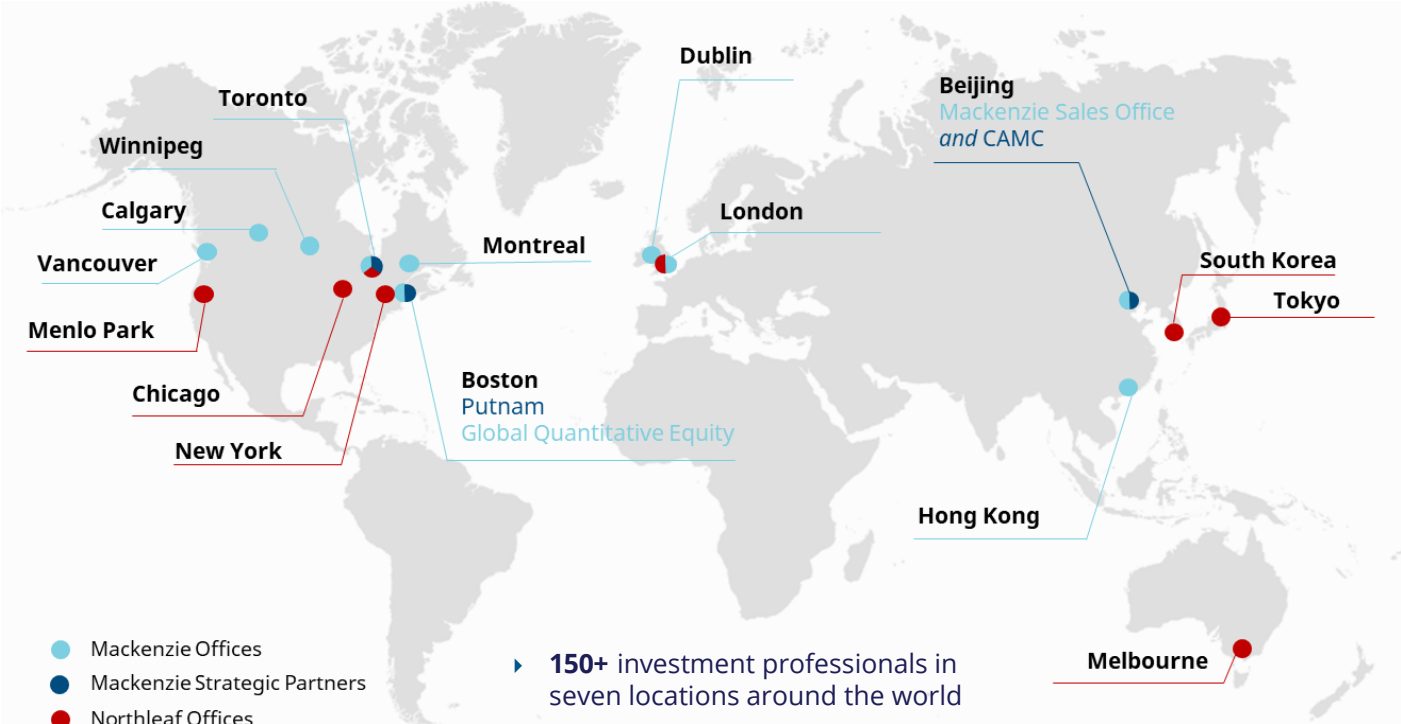 Dublin
Beijing
Mackenzie Sales Office
and CAMC
Toronto
Winnipeg
Calgary
London
Vancouver
Montreal
South Korea
Tokyo
Menlo Park
Chicago
Boston
Putnam
Global Quantitative Equity
New York
Hong Kong
Melbourne
Mackenzie Offices
Mackenzie Strategic Partners
Northleaf Offices
150+ investment professionals in
seven locations around the world